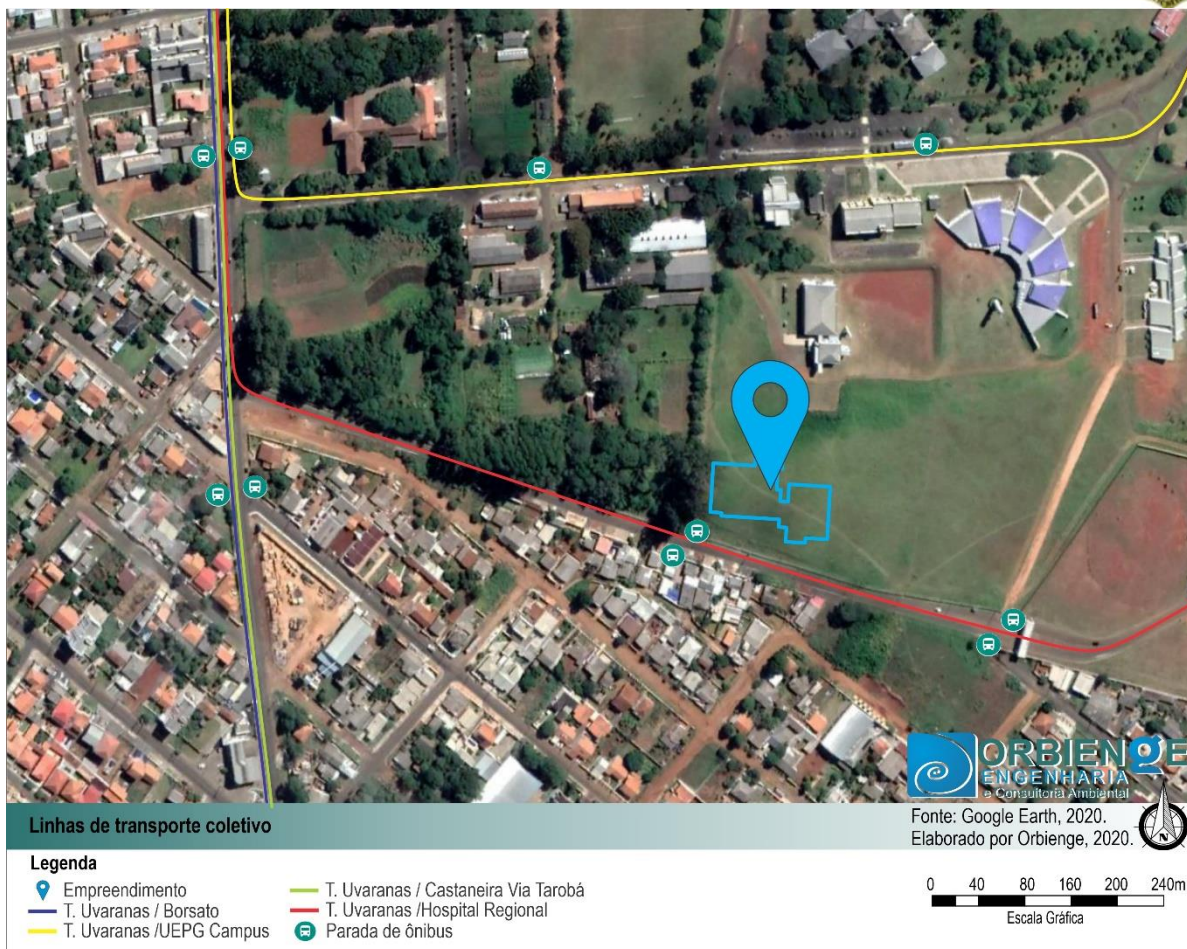 ORBIENGE
ENGENHARIA
e Consultoria Ambiental
Linhas de transporte coletivo
Fonte: Google Earth, 2020.
Elaborado por Orbienge, 2020.
Legenda
Empreendimento
T. Uvaranas / Borsato
T. Uvaranas /UEPG Campus
T. Uvaranas / Castaneira Via Tarobá
T. Uvaranas /Hospital Regional
Parada de ônibus
0 40 80 160 200 240m
Escala Gráfica